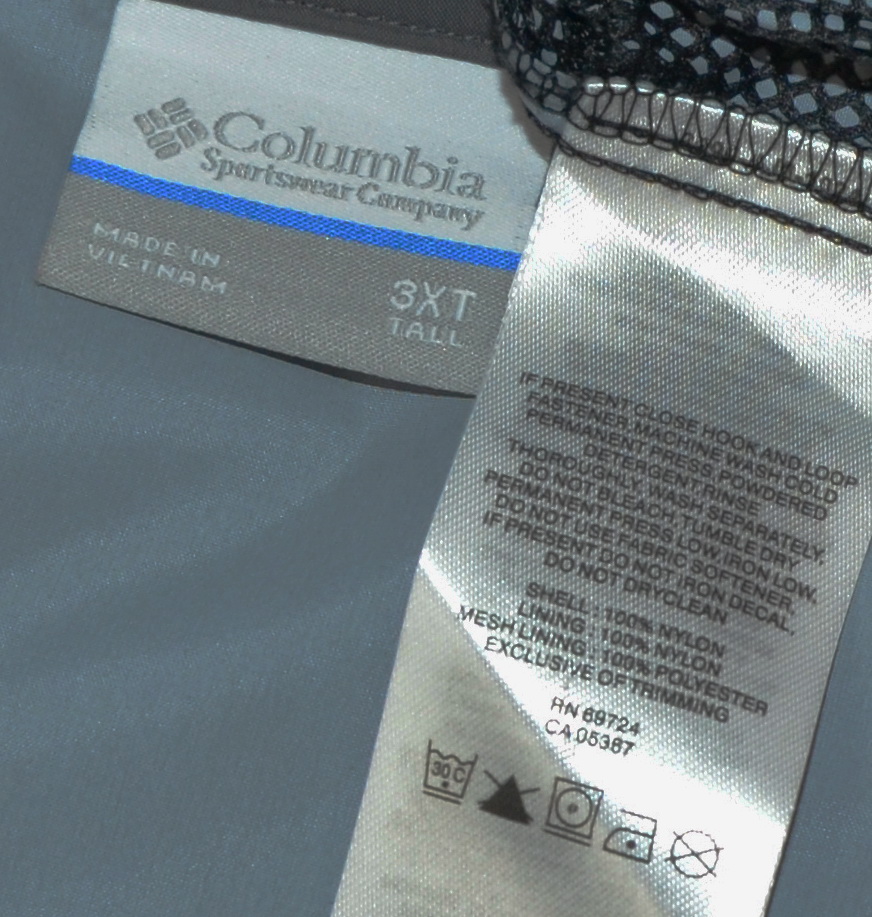 Columbia
Sportswear Company
MADE IN
VIETNAM
3XT
TALL
IF PRESENT CLOSE HOOK AND LOOP
FASTENER.MACHINE WASH COLD
PERMANENT PRESS, POWDERED
DETERGENT.RINSE
THOROUGHLY, WASH SEPARATELY,
DO NOT BLEACH, TUMBLE DRY
PERMANENT PRESS LOW, IRON LOW,
DO NOT USE FABRIC SOFTENER,
IF PRESENT.DO NOT IRON DECAL,
DO NOT DRYCLEAN
SHELL : 100% NYLON
LINING : 100% NYLON
MESH LINING : 100% POLYESTER
EXCLUSIVE OF TRIMMING
RN 69724
CA 05367
30 C